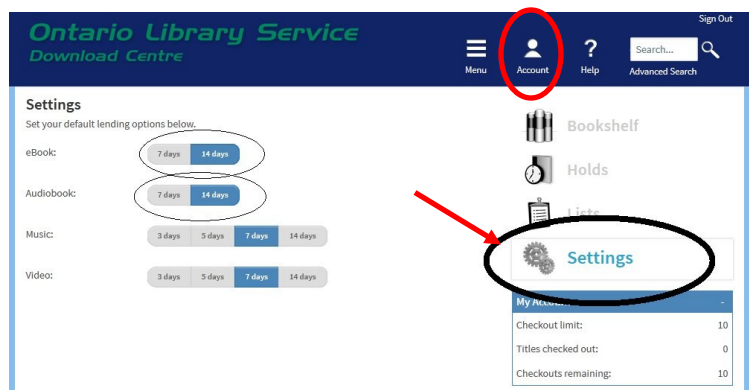 Sign Out
Ontario Library Service
Download Centre
Menu
Account
?
Help
Search...
Advanced Search
Settings
Set your default lending options below.
eBook: 7 days 14 days
Audiobook: 7 days 14 days
Music: 3 days 5 days 7 days 14 days
Video: 3 days 5 days 7 days 14 days
Bookshelf
Holds
Lists
Settings
My Account -
Checkout limit: 10
Titles checked out: 0
Checkouts remaining: 10